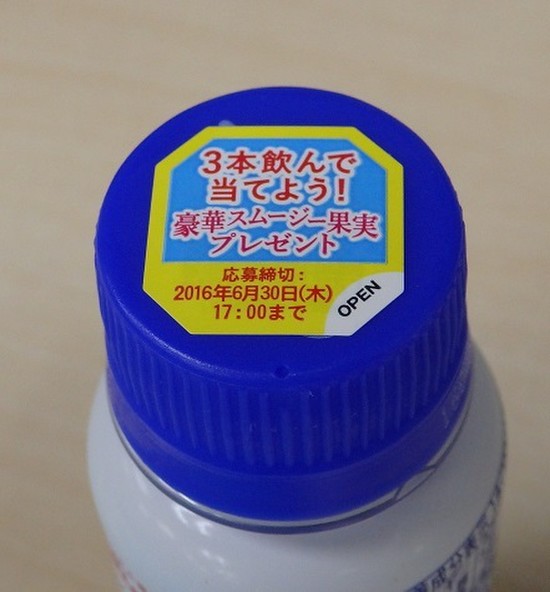 3本飲んで
当てよう!
豪華スムージー果実
プレゼント
応募締切:
2016年6月30日(木)
17:00まで
OPEN